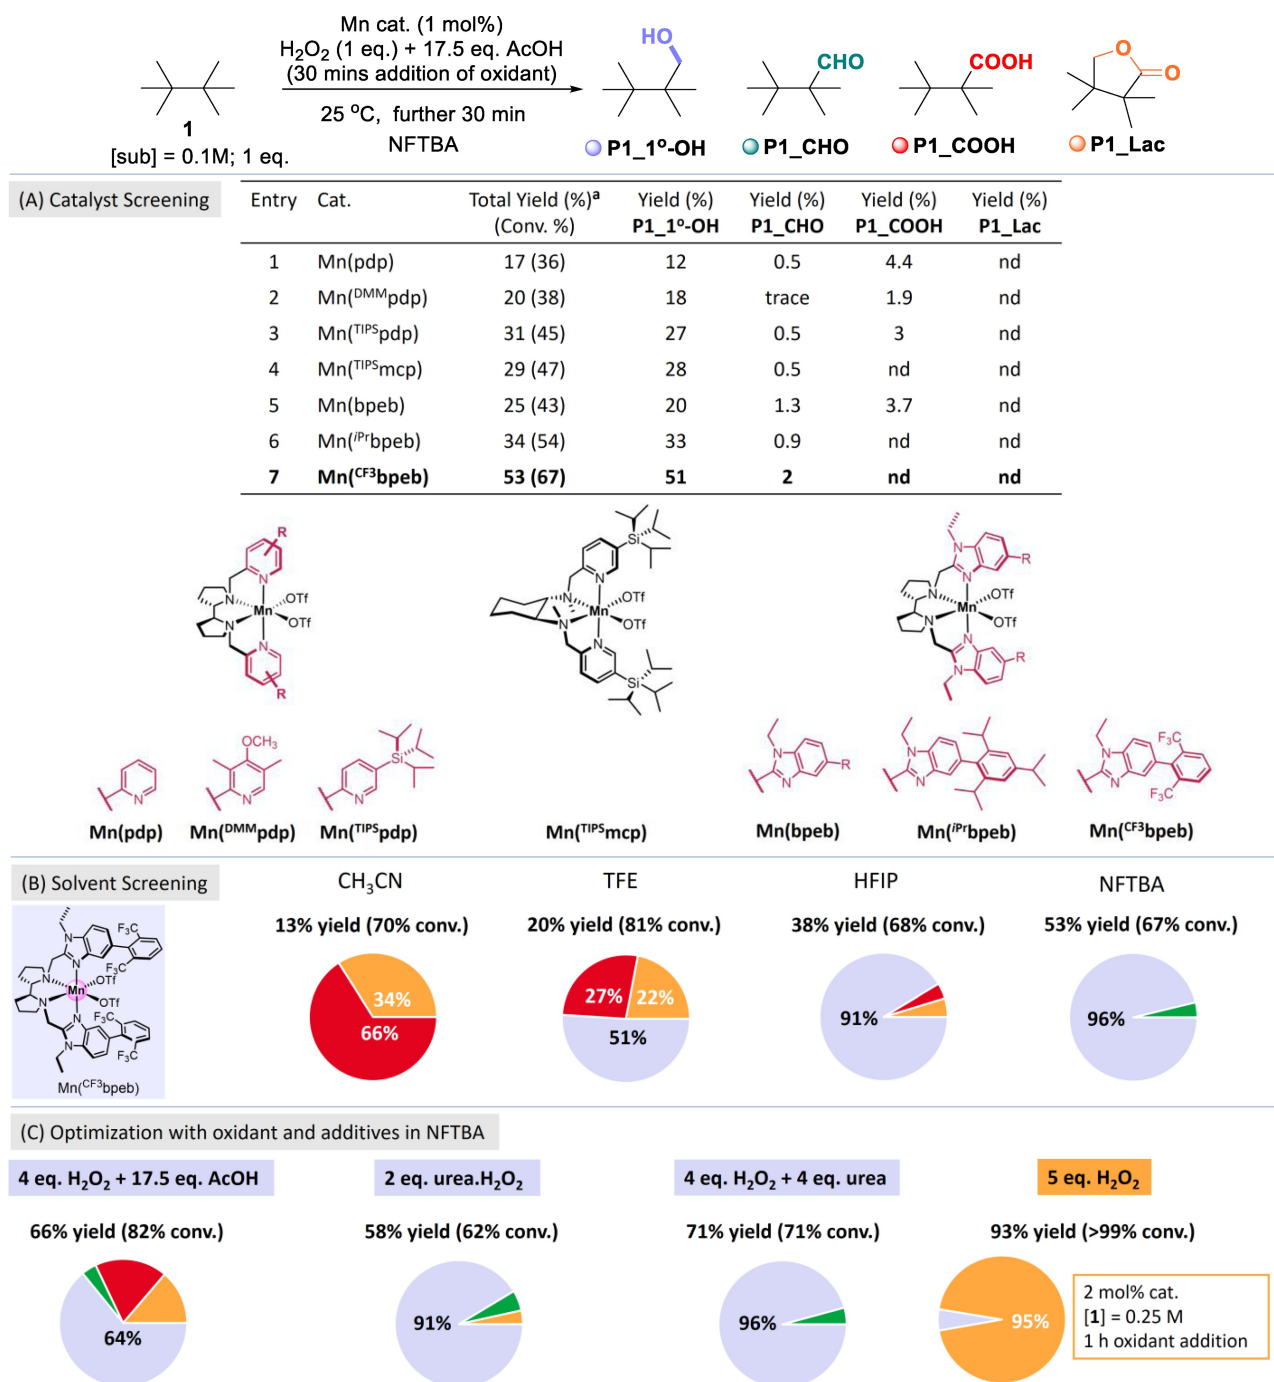 Mn cat. (1 mol%)
H₂O₂ (1 eq.) + 17.5 eq. AcOH
(30 mins addition of oxidant)
25 °C, further 30 min
NFTBA
1
[sub] = 0.1M; 1 eq.
HO
P1_1º-OH
CHO
P1_CHO
COOH
P1_COOH
O
O
P1_Lac
(A) Catalyst Screening
Entry Cat. Total Yield (%)ᵃ Yield (%) Yield (%) Yield (%) Yield (%)
(Conv. %) P1_1º-OH P1_CHO P1_COOH P1_Lac
1 Mn(pdp) 17 (36) 12 0.5 4.4 nd
2 Mn(ᴰᴹᴹpdp) 20 (38) 18 trace 1.9 nd
3 Mn(ᵀᴵᴾˢpdp) 31 (45) 27 0.5 3 nd
4 Mn(ᵀᴵᴾˢmcp) 29 (47) 28 0.5 nd nd
5 Mn(bpeb) 25 (43) 20 1.3 3.7 nd
6 Mn(ⁱᴾʳbpeb) 34 (54) 33 0.9 nd nd
7 Mn(ᶜᶠ³bpeb) 53 (67) 51 2 nd nd
R
N
N
Mn
OTf
OTf
N
N
R
Si
N
N
Mn
OTf
OTf
N
N
Si
N
N
R
N
Mn
OTf
OTf
N
N
N
R
N
Mn(pdp)
OCH₃
N
Mn(ᴰᴹᴹpdp)
Si
N
Mn(ᵀᴵᴾˢpdp)
Mn(ᵀᴵᴾˢmcp)
N
N
R
Mn(bpeb)
N
N
Mn(ⁱᴾʳbpeb)
N
N
F₃C
F₃C
Mn(ᶜᶠ³bpeb)
(B) Solvent Screening
N
N
CF₃
F₃C
N
Mn
OTf
OTf
N
N
N
CF₃
F₃C
Mn(ᶜᶠ³bpeb)
CH₃CN
13% yield (70% conv.)
34%
66%
TFE
20% yield (81% conv.)
27%
22%
51%
HFIP
38% yield (68% conv.)
91%
NFTBA
53% yield (67% conv.)
96%
(C) Optimization with oxidant and additives in NFTBA
4 eq. H₂O₂ + 17.5 eq. AcOH
66% yield (82% conv.)
64%
2 eq. urea.H₂O₂
58% yield (62% conv.)
91%
4 eq. H₂O₂ + 4 eq. urea
71% yield (71% conv.)
96%
5 eq. H₂O₂
93% yield (>99% conv.)
95%
2 mol% cat.
[1] = 0.25 M
1 h oxidant addition